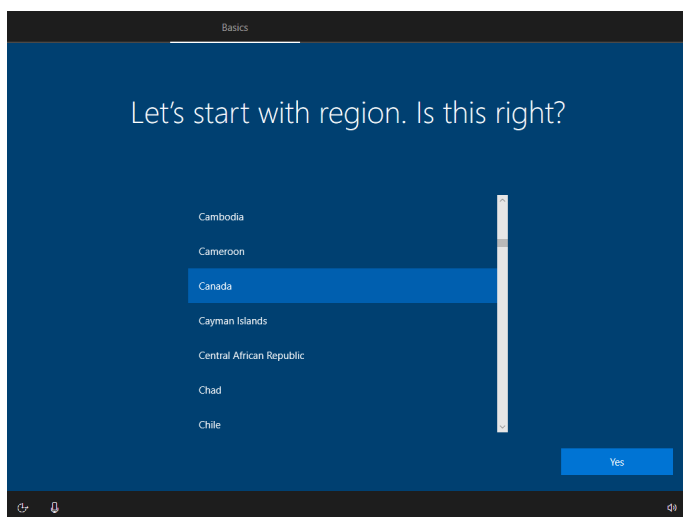 Basics
Let's start with region. Is this right?
Cambodia
Cameroon
Canada
Cayman Islands
Central African Republic
Chad
Chile
Yes